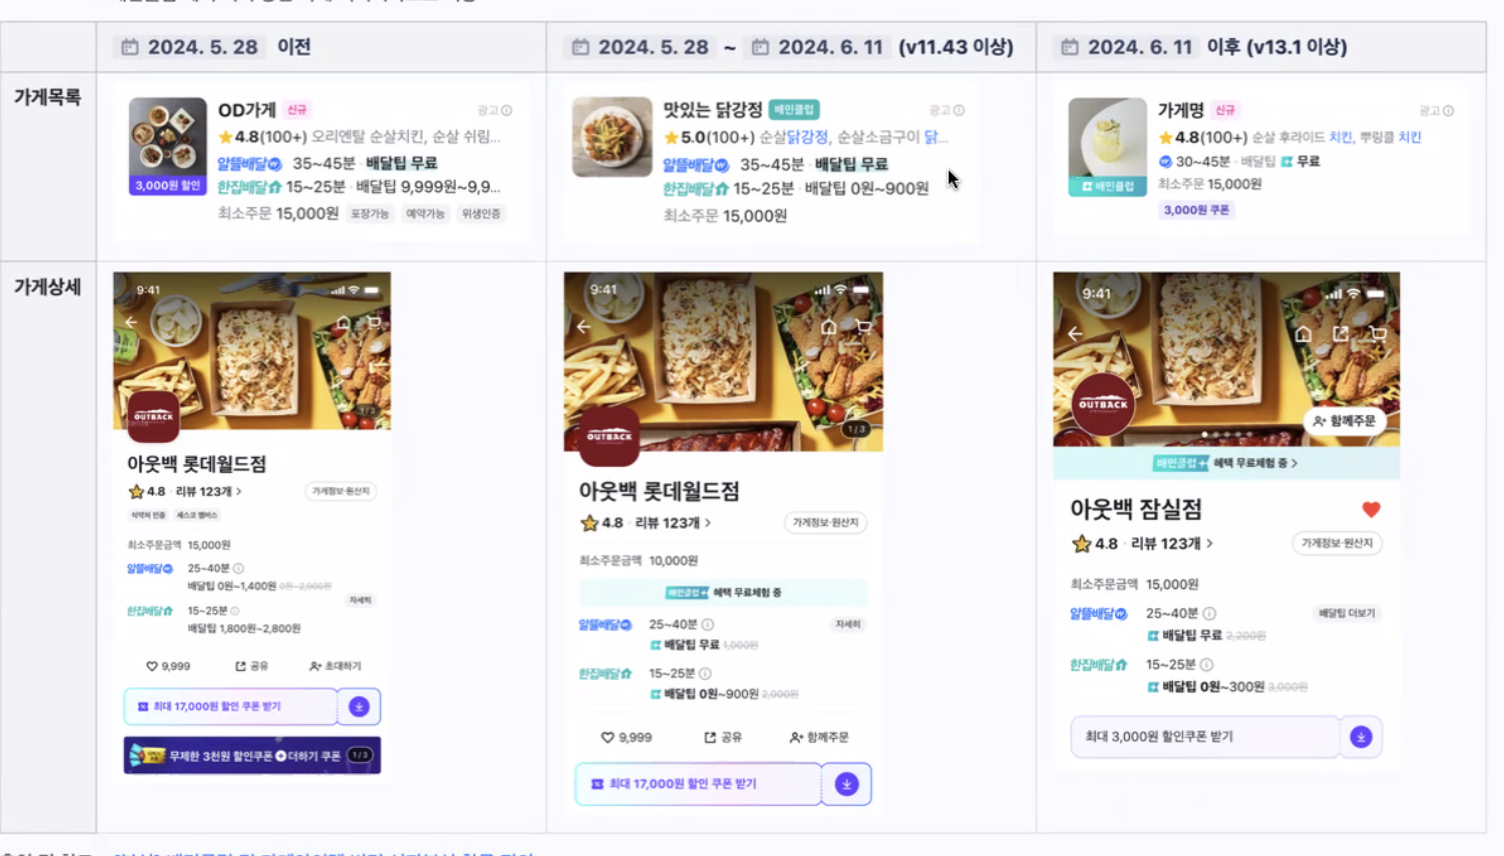 2024. 5. 28 이전
2024. 5. 28 ~ 2024. 6. 11 (v11.43 이상)
2024. 6. 11 이후 (v13.1 이상)
가게목록
OD가게 신규 광고
4.8(100+) 오리엔탈 순살치킨, 순살 쉬림...
알뜰배달 35~45분 · 배달팁 무료
3,000원 할인
한집배달 15~25분 · 배달팁 9,999원~9,9...
최소주문 15,000원 포장가능 예약가능 위생인증
맛있는 닭강정 배민클럽 광고
5.0(100+) 순살닭강정, 순살소금구이 닭...
알뜰배달 35~45분 · 배달팁 무료
한집배달 15~25분 · 배달팁 0원~900원
최소주문 15,000원
가게명 신규 광고
4.8(100+) 순살 후라이드 치킨, 뿌링클 치킨
30~45분 · 배달팁 무료
배민클럽
최소주문 15,000원
3,000원 쿠폰
가게상세
9:41
OUTBACK
1/3
아웃백 롯데월드점
4.8 · 리뷰 123개 >
가게정보·원산지
식약처 인증 세스코 멤버스
최소주문금액 15,000원
알뜰배달 25~40분
배달팁 0원~1,400원 0원~2,900원
자세히
한집배달 15~25분
배달팁 1,800원~2,800원
9,999 공유 초대하기
최대 17,000원 할인 쿠폰 받기
무제한 3천원 할인쿠폰 더하기 쿠폰 1/3
9:41
OUTBACK
1/3
아웃백 롯데월드점
4.8 · 리뷰 123개 >
가게정보·원산지
최소주문금액 10,000원
배민클럽 혜택 무료체험 중
알뜰배달 25~40분 자세히
배달팁 무료 1,000원
한집배달 15~25분
배달팁 0원~900원 2,000원
9,999 공유 함께주문
최대 17,000원 할인 쿠폰 받기
9:41
OUTBACK
함께주문
배민클럽 혜택 무료체험 중 >
아웃백 잠실점
4.8 · 리뷰 123개 >
가게정보·원산지
최소주문금액 15,000원
알뜰배달 25~40분 배달팁 더보기
배달팁 무료 2,200원
한집배달 15~25분
배달팁 0원~300원 3,000원
최대 3,000원 할인쿠폰 받기